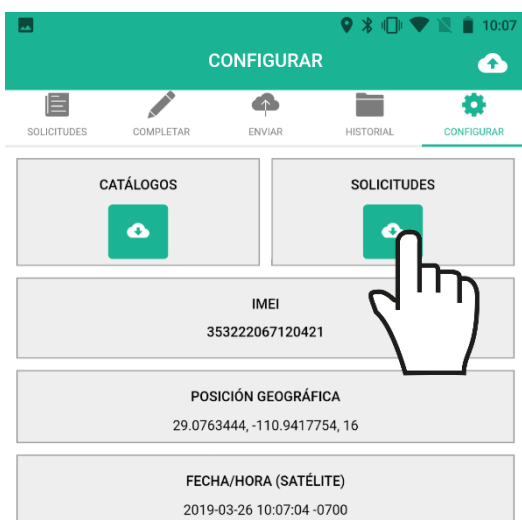 10:07
CONFIGURAR
SOLICITUDES COMPLETAR ENVIAR HISTORIAL CONFIGURAR
CATÁLOGOS SOLICITUDES
IMEI
353222067120421
POSICIÓN GEOGRÁFICA
29.0763444, -110.9417754, 16
FECHA/HORA (SATÉLITE)
2019-03-26 10:07:04 -0700